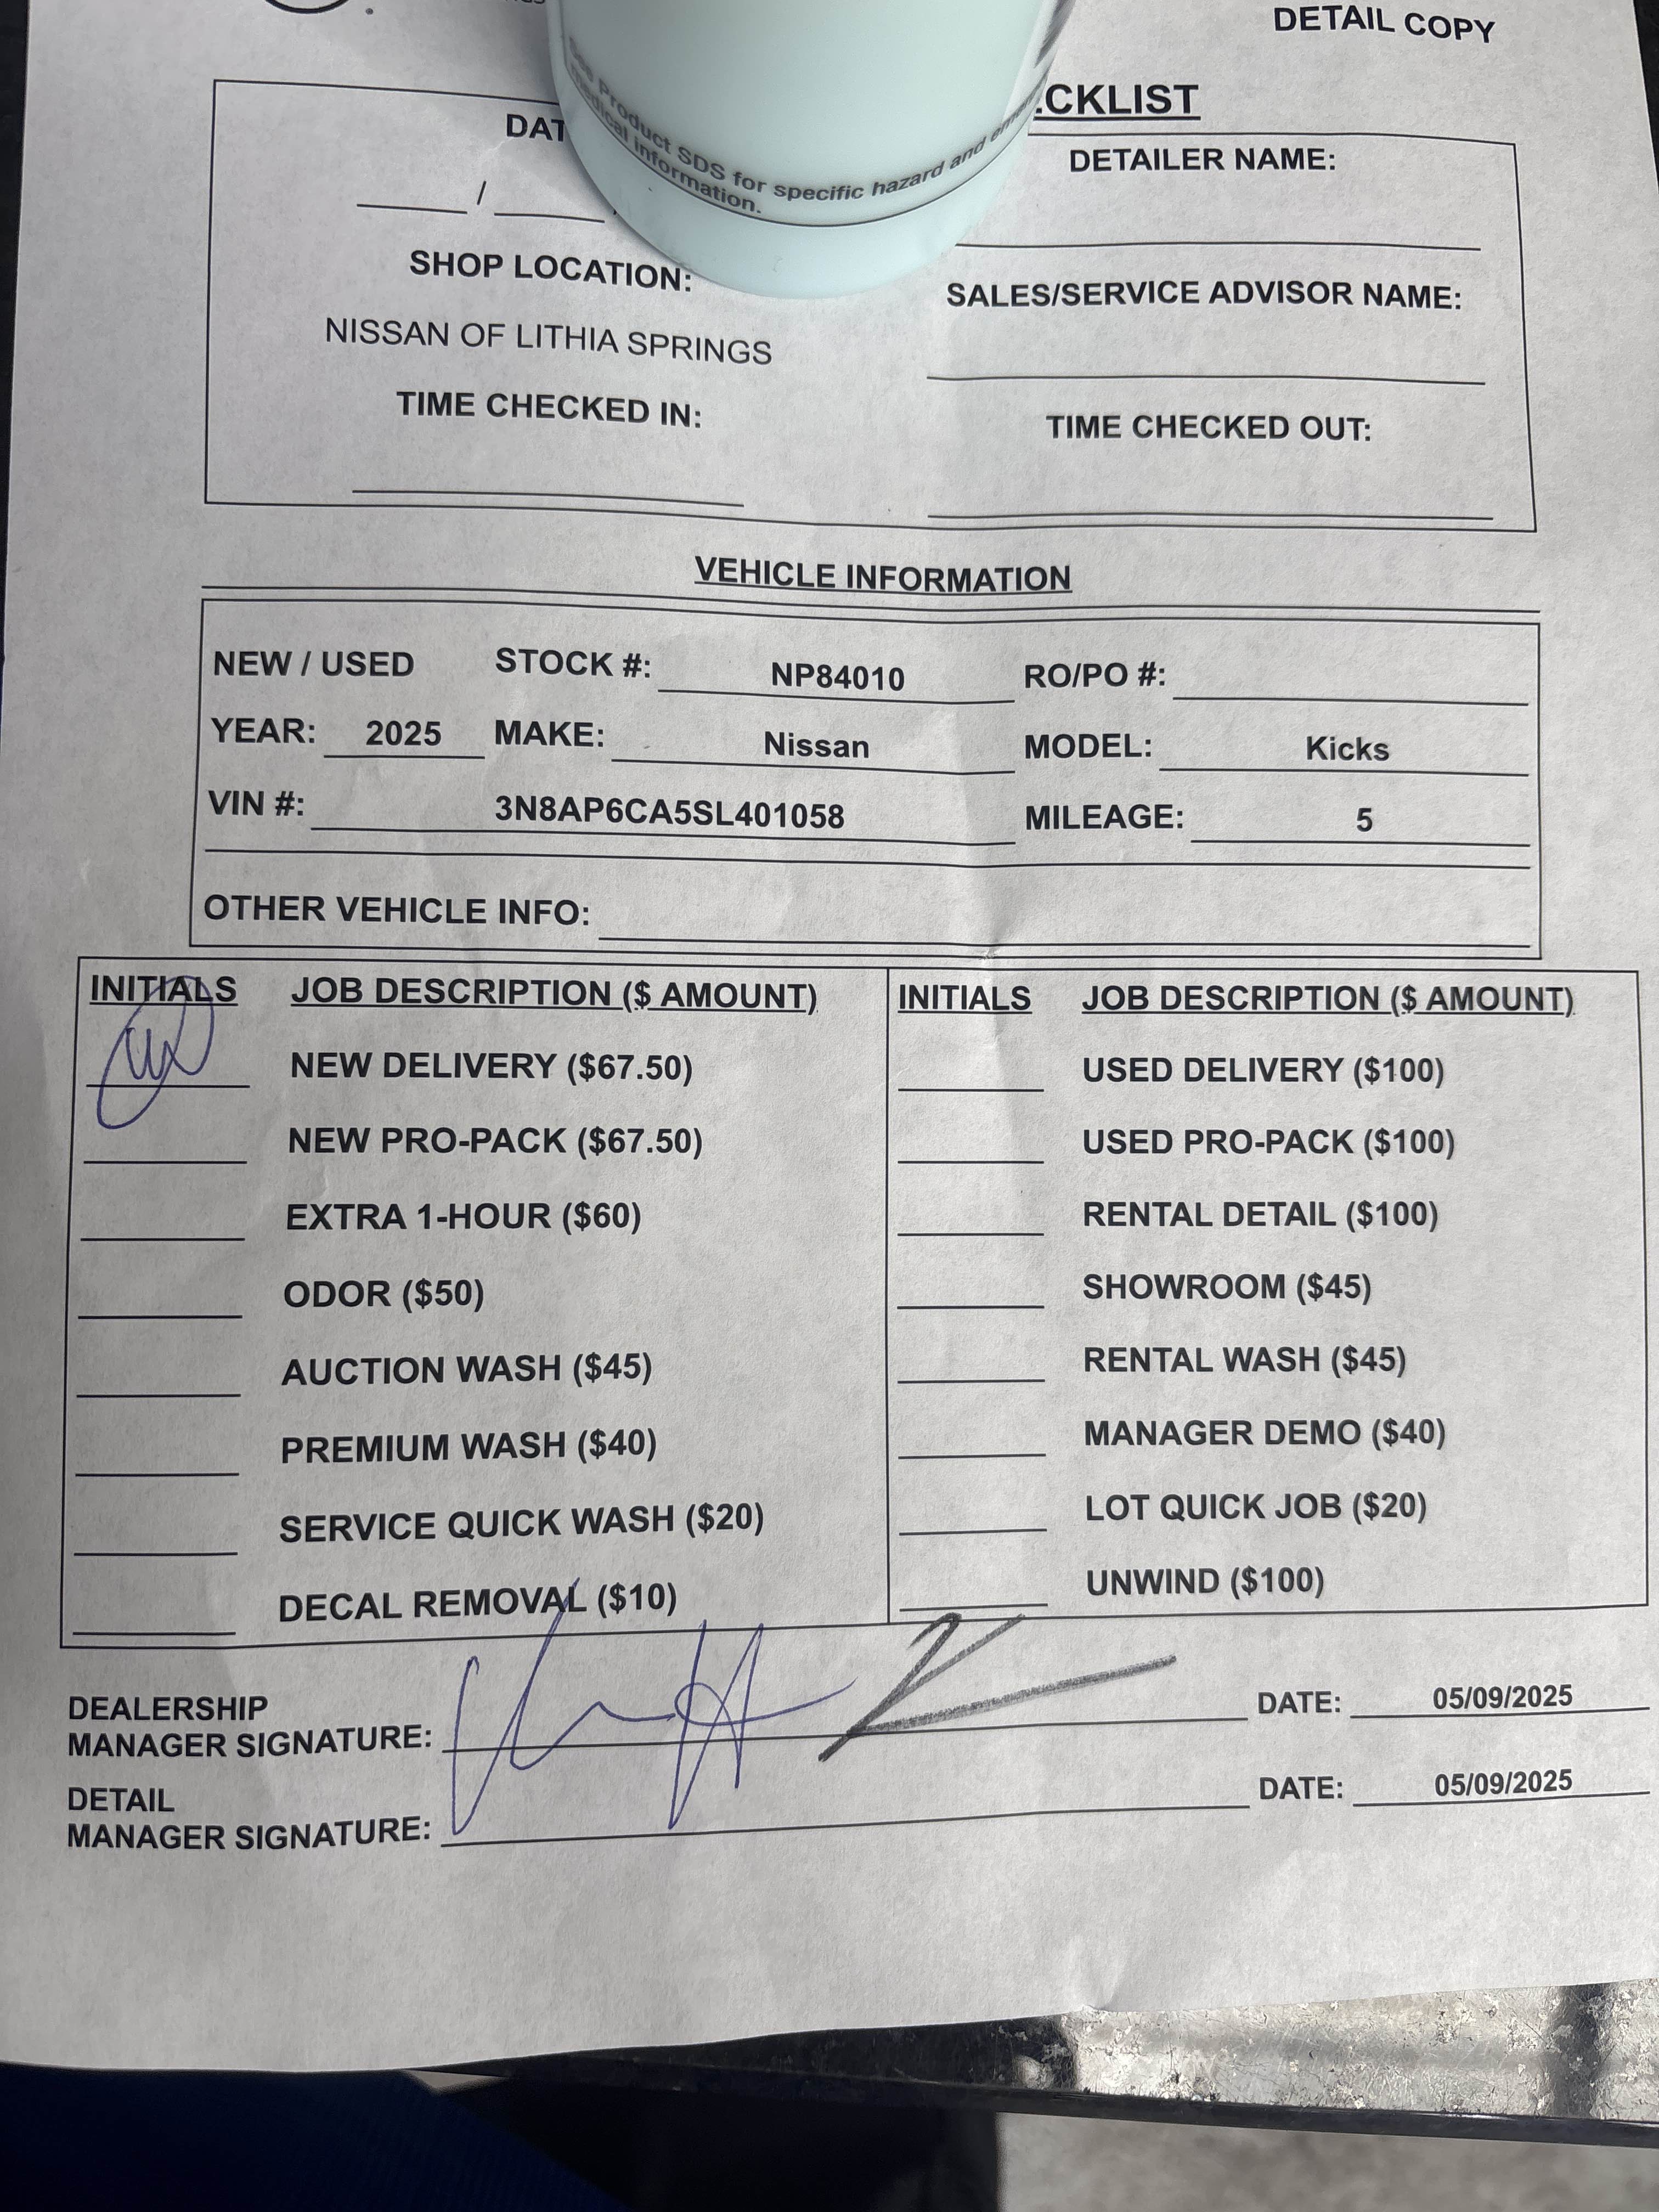 DETAIL COPY
CKLIST
See Product SDS for specific hazard and
medical information.
DAT
DETAILER NAME:
/
SHOP LOCATION:
SALES/SERVICE ADVISOR NAME:
NISSAN OF LITHIA SPRINGS
TIME CHECKED IN:
TIME CHECKED OUT:
VEHICLE INFORMATION
NEW / USED STOCK #: NP84010 RO/PO #:
YEAR: 2025 MAKE: Nissan MODEL: Kicks
VIN #: 3N8AP6CA5SL401058 MILEAGE: 5
OTHER VEHICLE INFO:
INITIALS JOB DESCRIPTION ($ AMOUNT) INITIALS JOB DESCRIPTION ($ AMOUNT)
NEW DELIVERY ($67.50) USED DELIVERY ($100)
NEW PRO-PACK ($67.50) USED PRO-PACK ($100)
EXTRA 1-HOUR ($60) RENTAL DETAIL ($100)
ODOR ($50) SHOWROOM ($45)
AUCTION WASH ($45) RENTAL WASH ($45)
PREMIUM WASH ($40) MANAGER DEMO ($40)
SERVICE QUICK WASH ($20) LOT QUICK JOB ($20)
DECAL REMOVAL ($10) UNWIND ($100)
DEALERSHIP
MANAGER SIGNATURE: DATE: 05/09/2025
DETAIL
MANAGER SIGNATURE: DATE: 05/09/2025